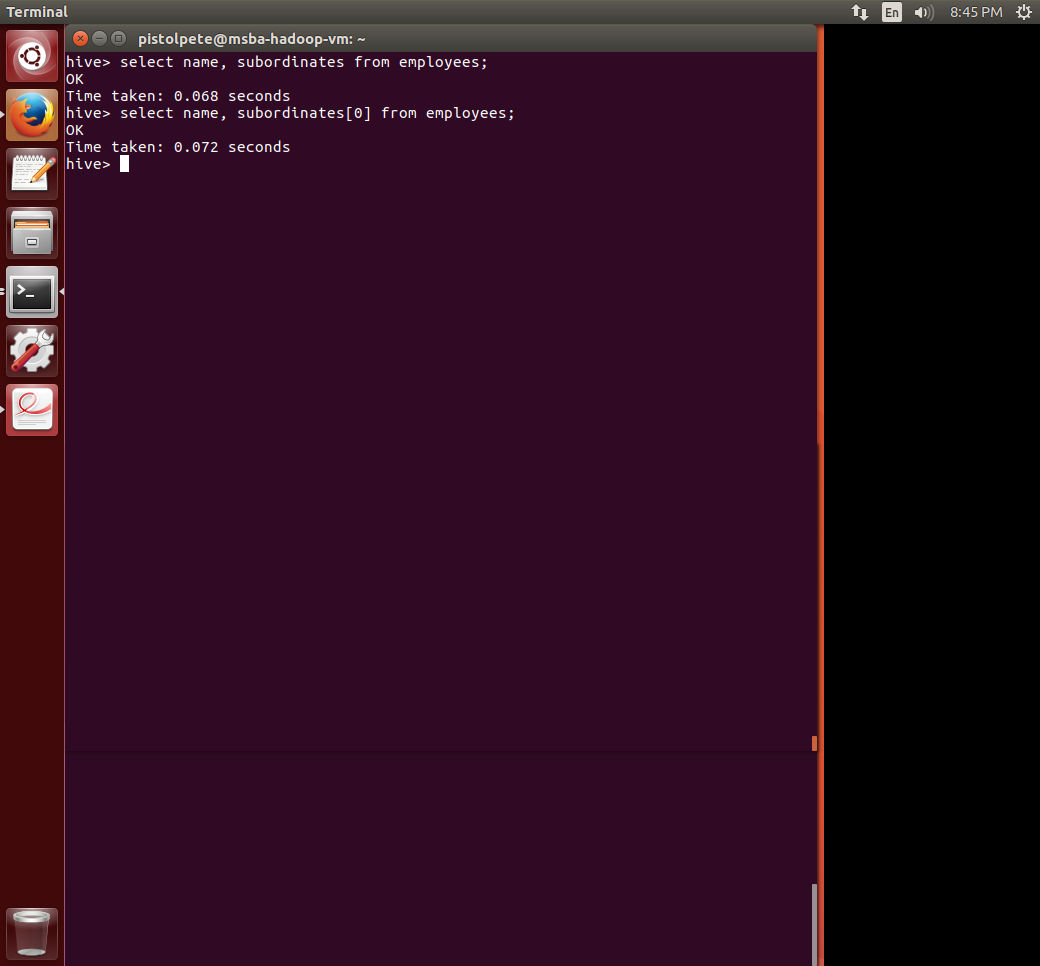 Terminal
En
8:45 PM
pistolpete@msba-hadoop-vm: ~
hive> select name, subordinates from employees;
OK
Time taken: 0.068 seconds
hive> select name, subordinates[0] from employees;
OK
Time taken: 0.072 seconds
hive>
>_